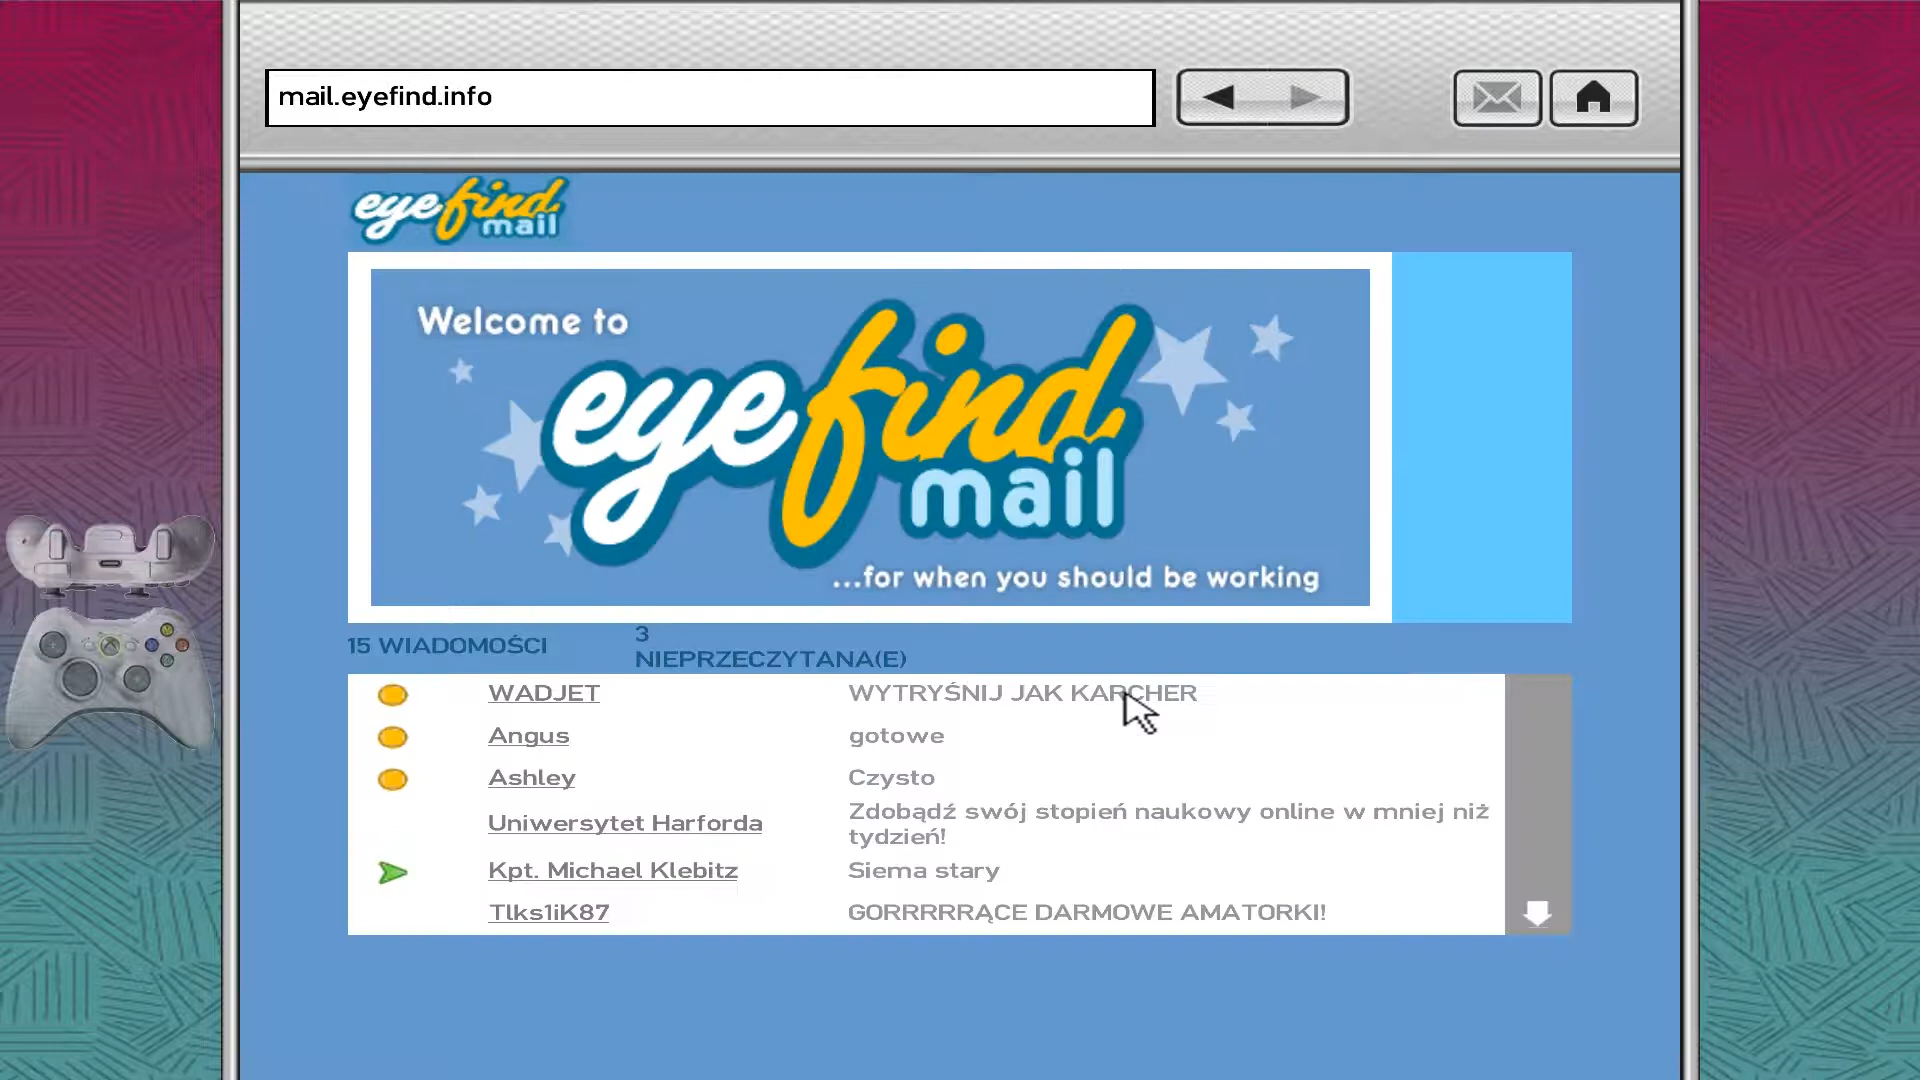 mail.eyefind.info
eyefind
mail
Welcome to
eyefind
mail
...for when you should be working
15 WIADOMOŚCI
3
NIEPRZECZYTANA(E)
WADJET WYTRYŚNIJ JAK KARCHER
Angus gotowe
Ashley Czysto
Uniwersytet Harforda Zdobądź swój stopień naukowy online w mniej niż
tydzień!
Kpt. Michael Klebitz Siema stary
Tlks1iK87 GORRRRRĄCE DARMOWE AMATORKI!